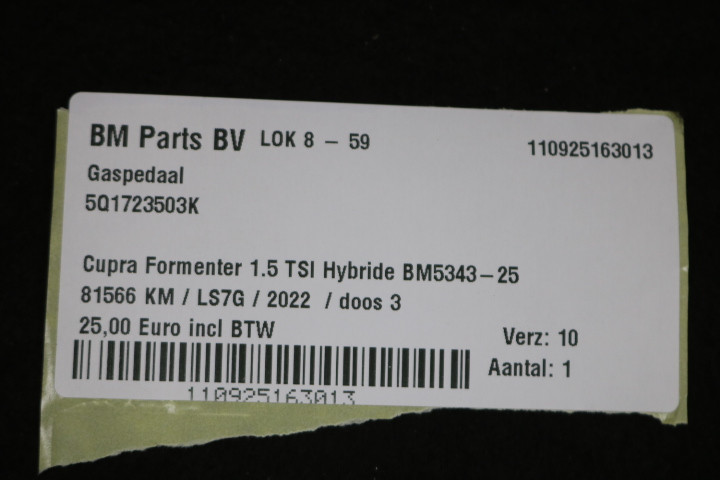 BM Parts BV LOK 8 - 59 110925163013
Gaspedaal
5Q1723503K
Cupra Formenter 1.5 TSI Hybride BM5343-25
81566 KM / LS7G / 2022 / doos 3
25,00 Euro incl BTW Verz: 10
Aantal: 1
110925163013